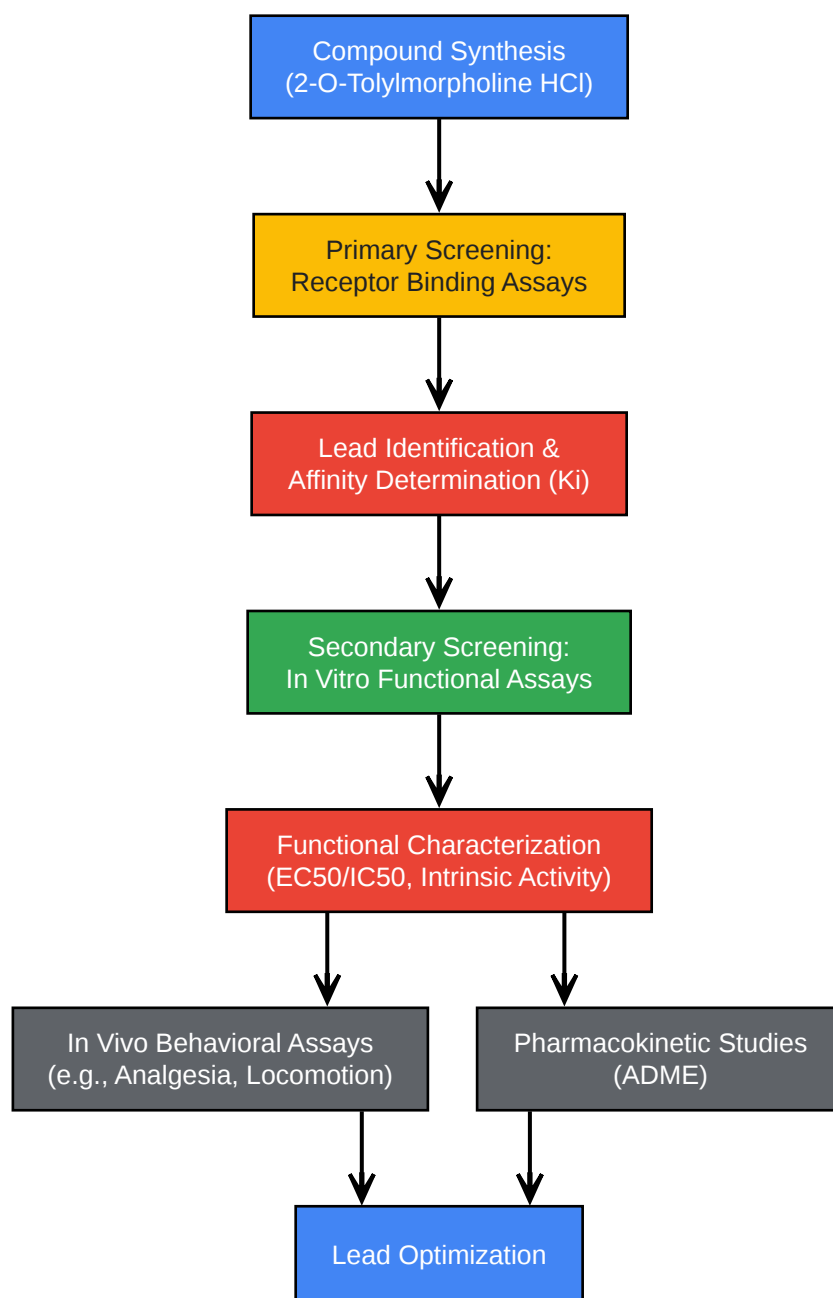 Compound Synthesis
(2-O-Tolylmorpholine HCl)
Primary Screening:
Receptor Binding Assays
Lead Identification &
Affinity Determination (Ki)
Secondary Screening:
In Vitro Functional Assays
Functional Characterization
(EC50/IC50, Intrinsic Activity)
In Vivo Behavioral Assays
(e.g., Analgesia, Locomotion)
Pharmacokinetic Studies
(ADME)
Lead Optimization